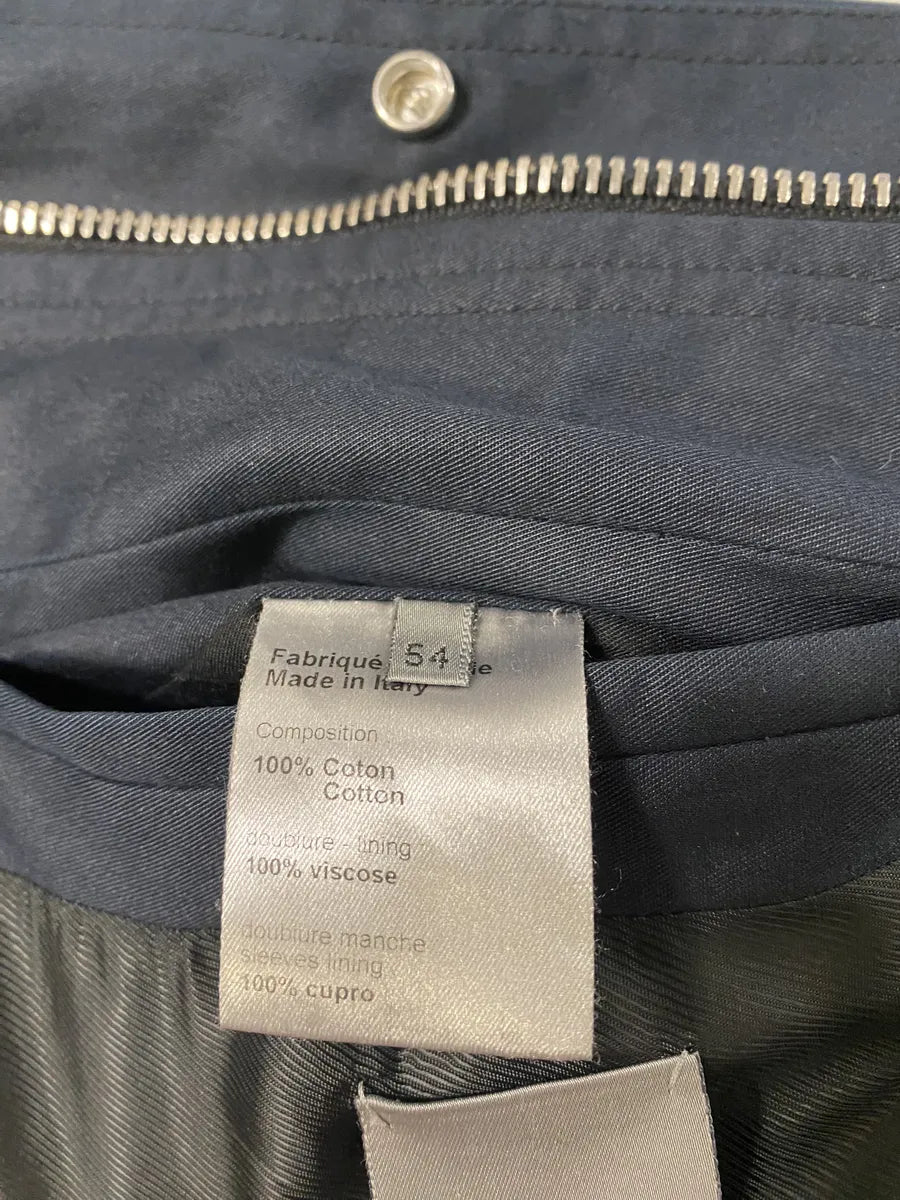 54
Fabriqué ie
Made in Italy
Composition
100% Coton
Cotton
doublure - lining
100% viscose
doublure manche
sleeves lining
100% cupro